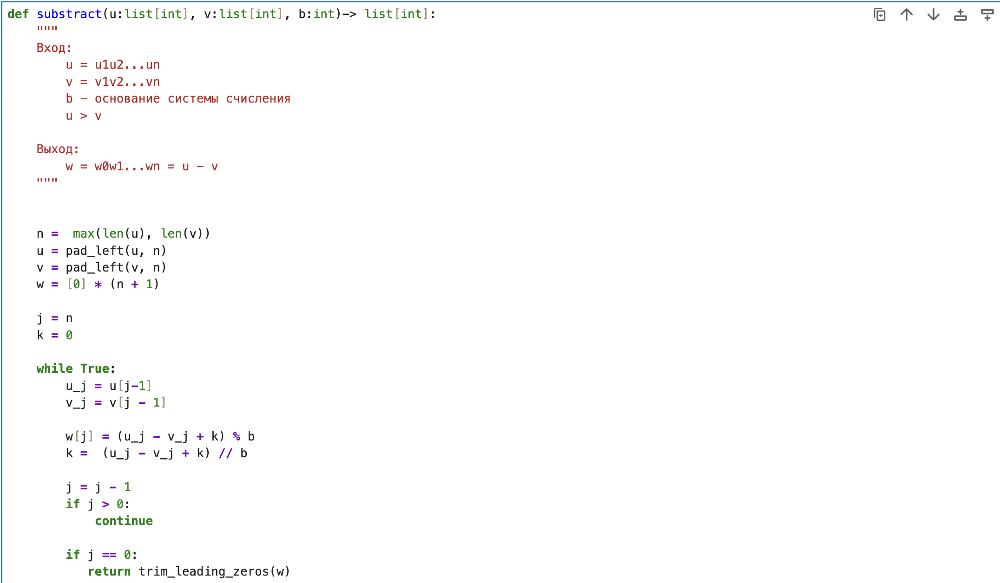 def substract(u:list[int], v:list[int], b:int)-> list[int]:
    """
    Вход:
        u = u1u2...un
        v = v1v2...vn
        b - основание системы счисления
        u > v

    Выход:
        w = w0w1...wn = u - v
    """

    n =  max(len(u), len(v))
    u = pad_left(u, n)
    v = pad_left(v, n)
    w = [0] * (n + 1)

    j = n
    k = 0

    while True:
        u_j = u[j-1]
        v_j = v[j - 1]

        w[j] = (u_j - v_j + k) % b
        k =  (u_j - v_j + k) // b

        j = j - 1
        if j > 0:
            continue

        if j == 0:
           return trim_leading_zeros(w)